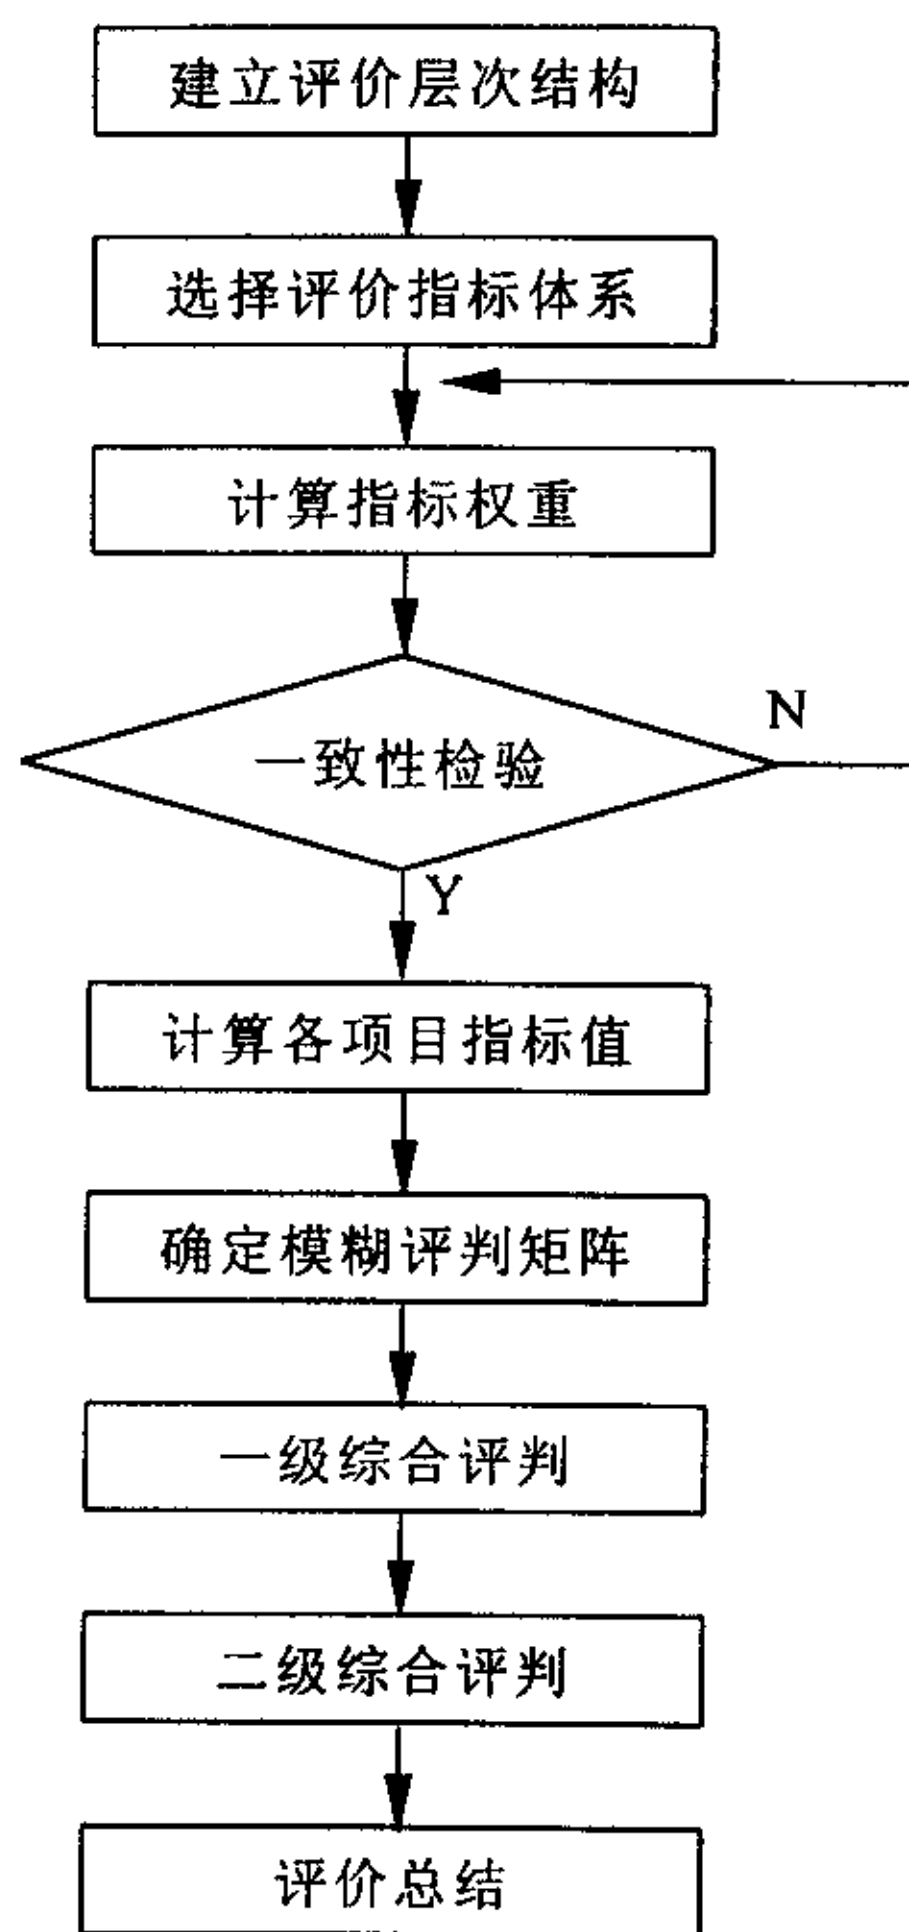 建立评价层次结构
选择评价指标体系
计算指标权重
一致性检验
N
Y
计算各项目指标值
确定模糊评判矩阵
一级综合评判
二级综合评判
评价总结